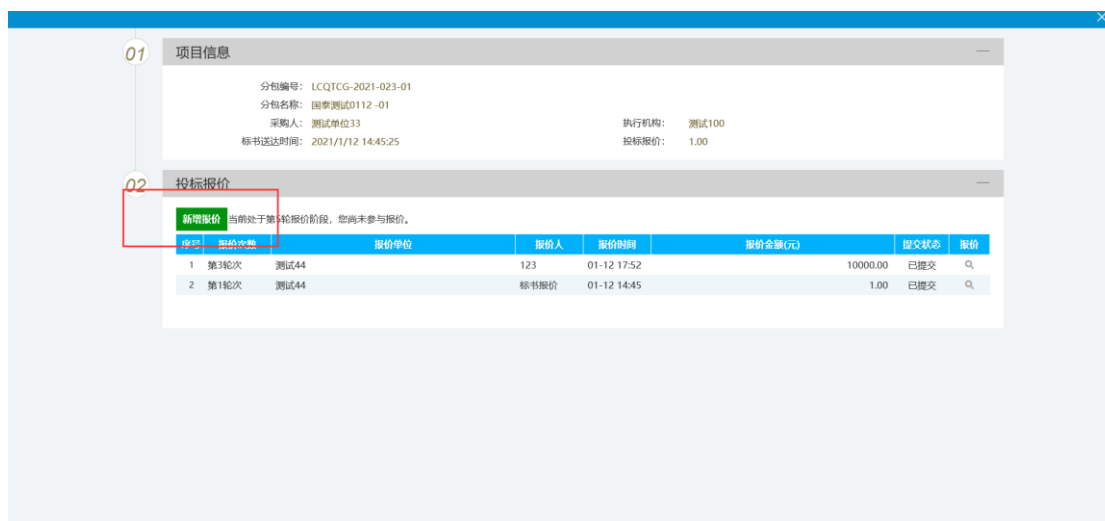 01 项目信息
分包编号： LCQTCG-2021-023-01
分包名称： 国泰测试0112 -01
采购人： 测试单位33 执行机构： 测试100
标书送达时间： 2021/1/12 14:45:25 投标报价： 1.00
02 投标报价
新增报价 当前处于第5轮报价阶段，您尚未参与报价。
序号 报价次数 报价单位 报价人 报价时间 报价金额(元) 提交状态 报价
1 第3轮次 测试44 123 01-12 17:52 10000.00 已提交
2 第1轮次 测试44 标书报价 01-12 14:45 1.00 已提交